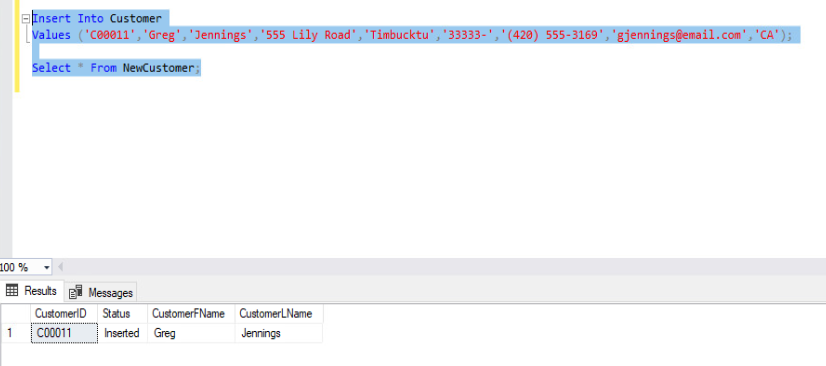 Insert Into Customer
Values ('C00011','Greg','Jennings','555 Lily Road','Timbucktu','33333-','(420) 555-3169','gjennings@email.com','CA');
Select * From NewCustomer;
100 %
Results Messages
CustomerID Status CustomerFName CustomerLName
1 C00011 Inserted Greg Jennings